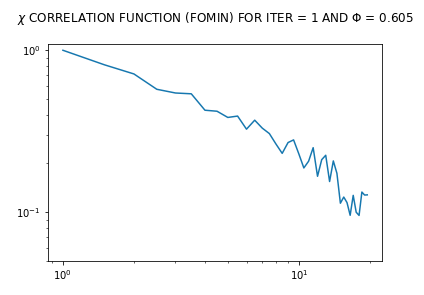 χ CORRELATION FUNCTION (FOMIN) FOR ITER = 1 AND Φ = 0.605
10⁰
10⁻¹
10⁰ 10¹